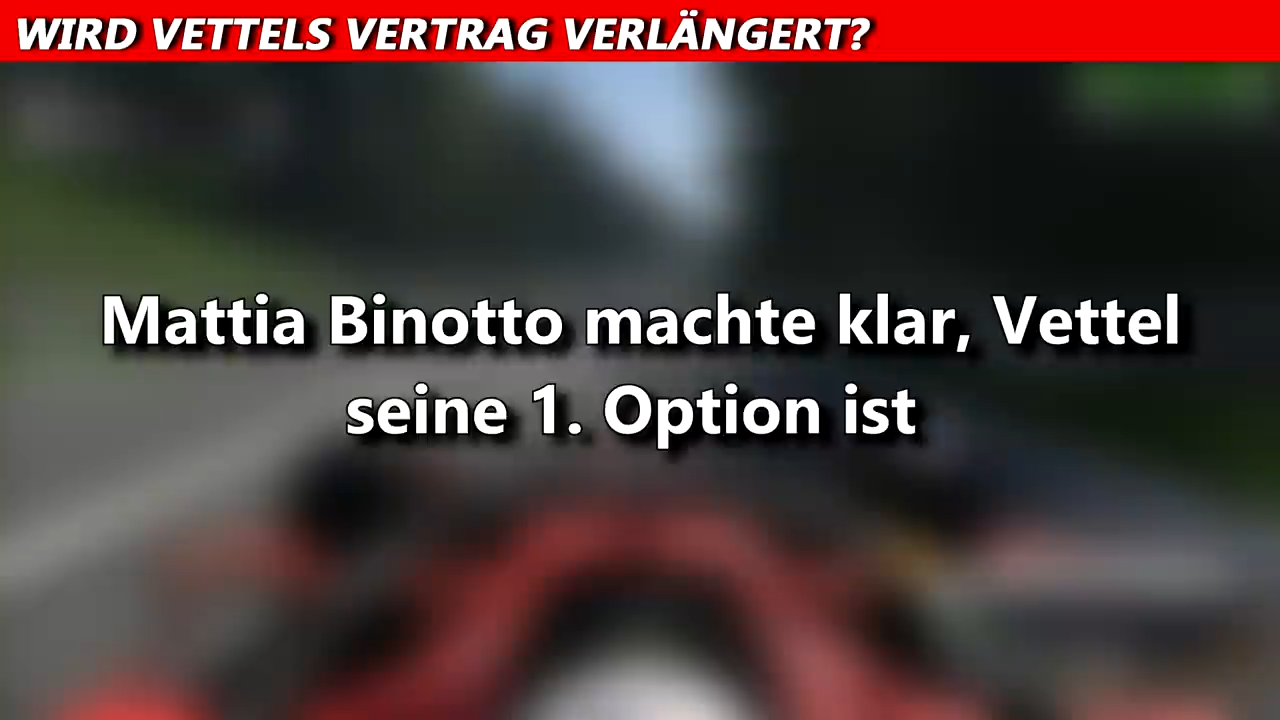 WIRD VETTELS VERTRAG VERLÄNGERT?
Mattia Binotto machte klar, Vettel
seine 1. Option ist